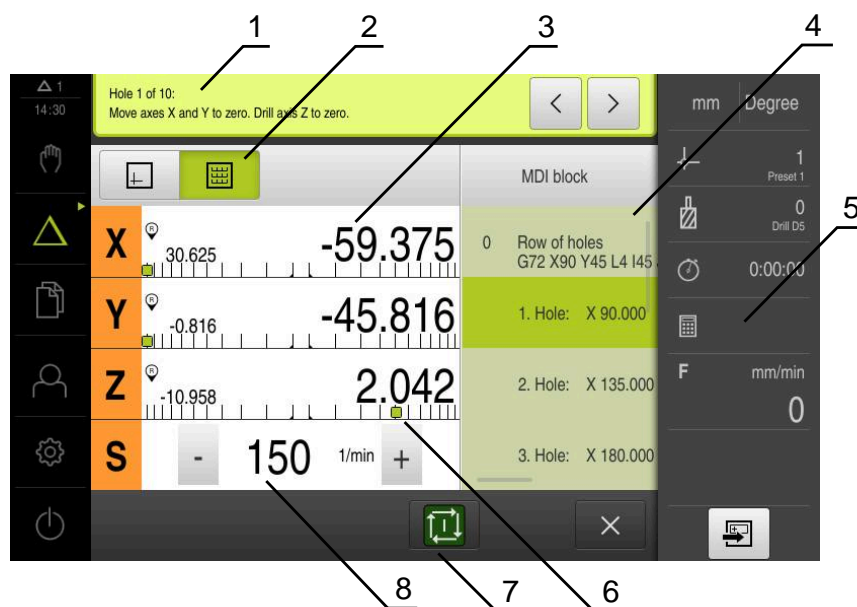 1 2 3 4
1
14:30
Hole 1 of 10:
Move axes X and Y to zero. Drill axis Z to zero.
< >
mm Degree
MDI block
1
Preset 1
0
Drill D5
5
X R 30.625 -59.375
0 Row of holes
G72 X90 Y45 L4 I45
0:00:00
Y R -0.816 -45.816
1. Hole: X 90.000
Z R -10.958 2.042
2. Hole: X 135.000
F mm/min
0
S - 150 1/min +
3. Hole: X 180.000
8 7 6